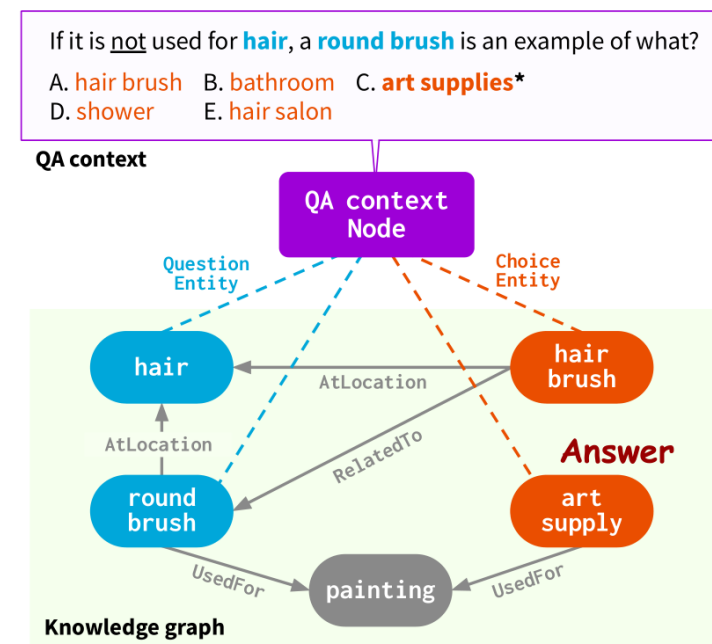 If it is not used for hair, a round brush is an example of what?
A. hair brush B. bathroom C. art supplies*
D. shower E. hair salon
QA context
QA context
Node
Question
Entity
Choice
Entity
hair
hair
brush
AtLocation
AtLocation
RelatedTo
Answer
round
brush
art
supply
UsedFor
painting
UsedFor
Knowledge graph